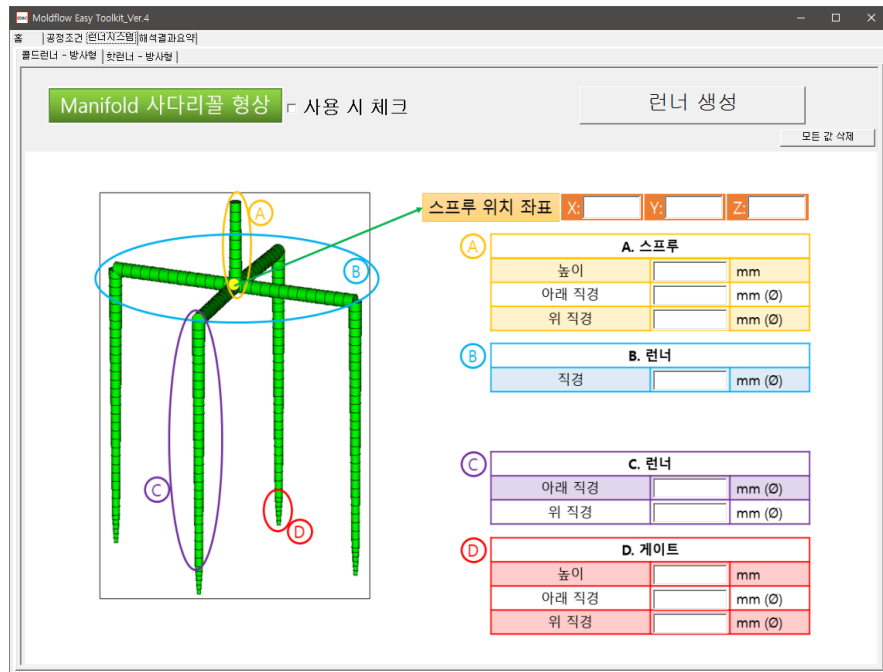 Moldflow Easy Toolkit_Ver.4
홈 공정조건 런너시스템 해석결과요약
콜드런너 - 방사형 핫런너 - 방사형
Manifold 사다리꼴 형상 사용 시 체크 런너 생성
모든 값 삭제
스프루 위치 좌표 X: Y: Z:
A
A A. 스프루
높이 mm
아래 직경 mm (Ø)
위 직경 mm (Ø)
B
B B. 런너
직경 mm (Ø)
C C. 런너
아래 직경 mm (Ø)
위 직경 mm (Ø)
C
D
D D. 게이트
높이 mm
아래 직경 mm (Ø)
위 직경 mm (Ø)